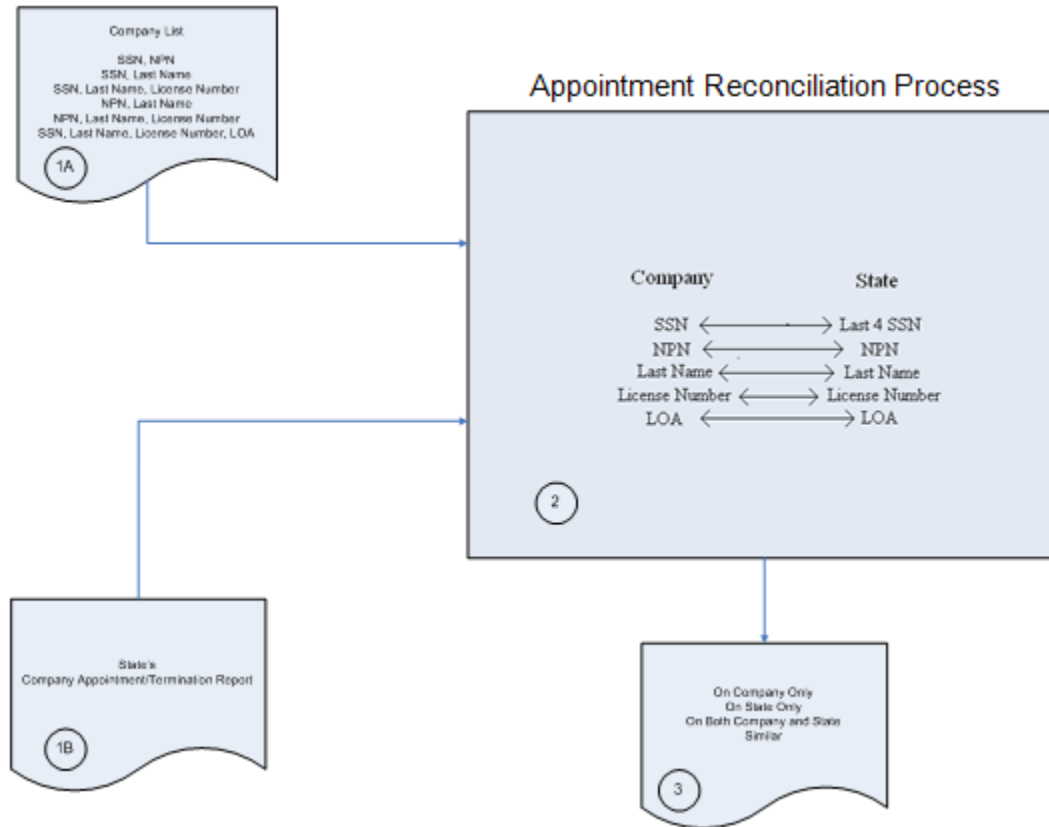 Company List
SSN, NPN
SSN, Last Name
SSN, Last Name, License Number
NPN, Last Name
NPN, Last Name, License Number
SSN, Last Name, License Number, LOA
1A
Appointment Reconciliation Process
Company State
SSN Last 4 SSN
NPN NPN
Last Name Last Name
License Number License Number
LOA LOA
2
State's
Company Appointment/Termination Report
1B
On Company Only
On State Only
On Both Company and State
Similar
3